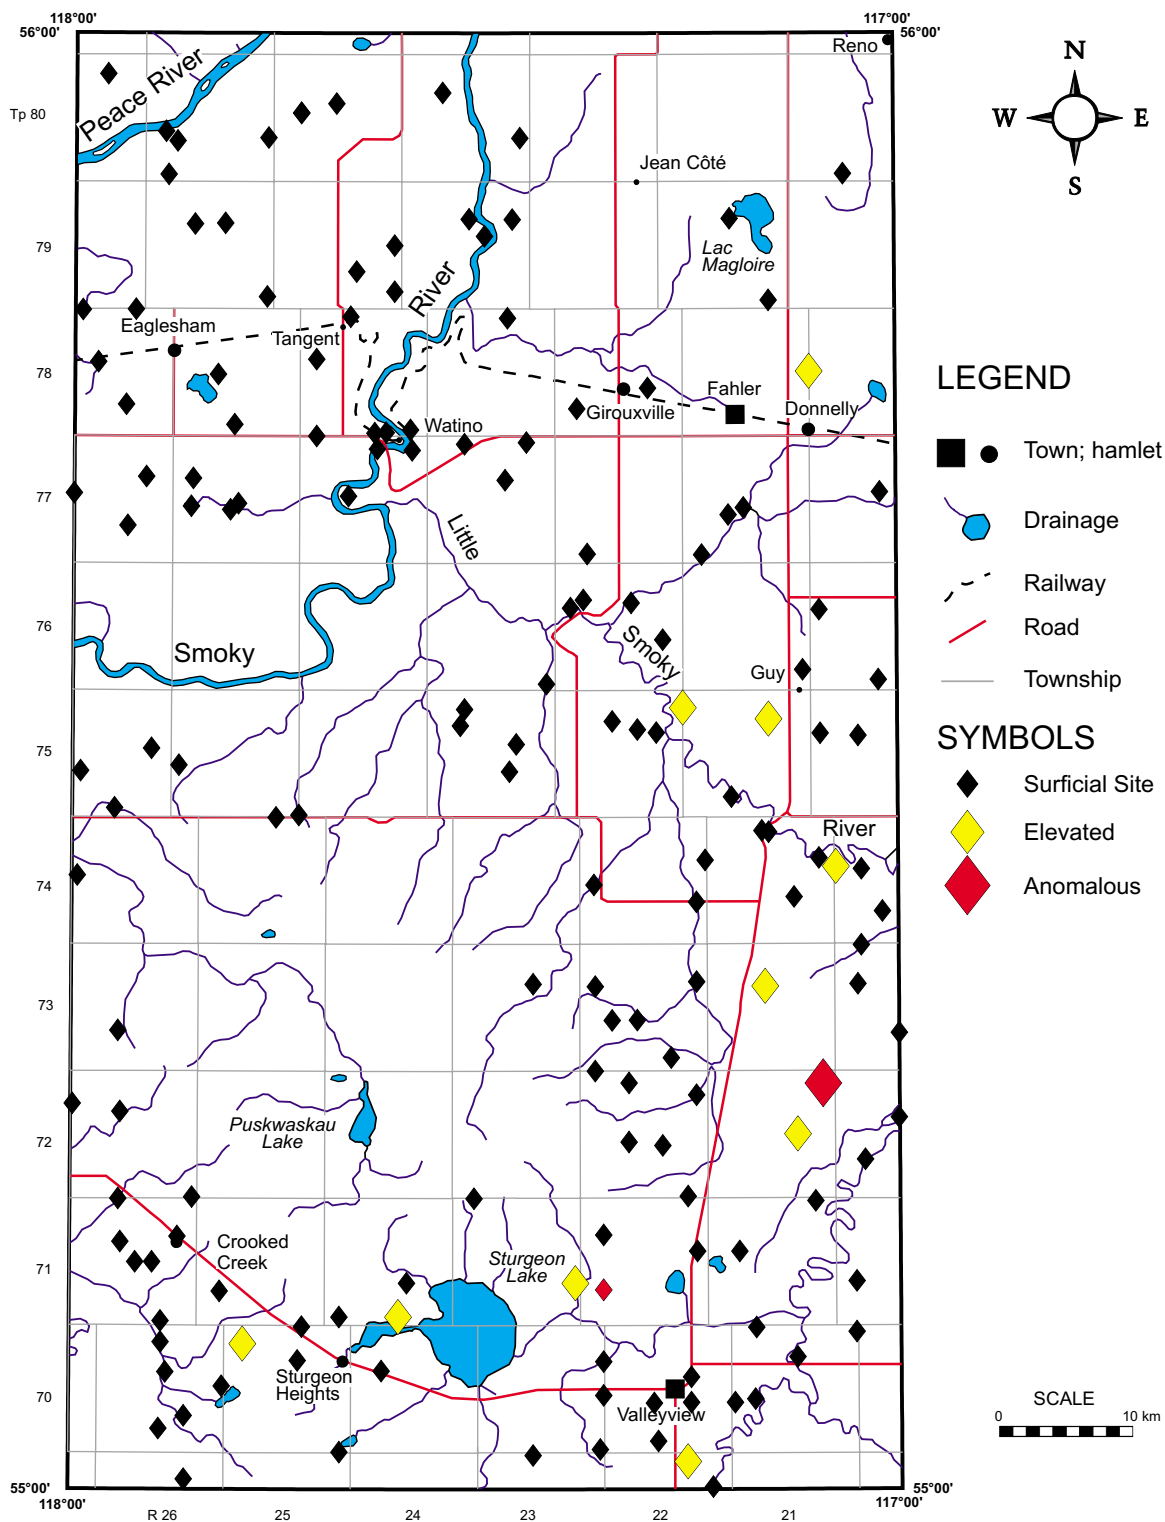 118°00'
117°00'
56°00'
56°00'
Reno
Peace River
Tp 80
N
W
E
S
Jean Côté
79
Lac
Magloire
River
Eaglesham
Tangent
78
Fahler
Girouxville
Donnelly
Watino
77
Little
76
Smoky
Smoky
Guy
75
River
74
73
72
Puskwaskau
Lake
Crooked
Creek
71
Sturgeon
Lake
Sturgeon
Heights
70
Valleyview
55°00'
55°00'
118°00'
117°00'
R 26
25
24
23
22
21
LEGEND
Town; hamlet
Drainage
Railway
Road
Township
SYMBOLS
Surficial Site
Elevated
Anomalous
SCALE
0
10 km